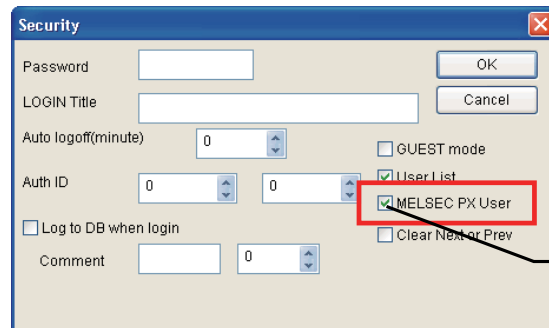 Security
Password
OK
LOGIN Title
Cancel
Auto logoff(minute)
0
GUEST mode
User List
Auth ID
0
0
MELSEC PX User
Log to DB when login
Clear Next or Prev
Comment
0